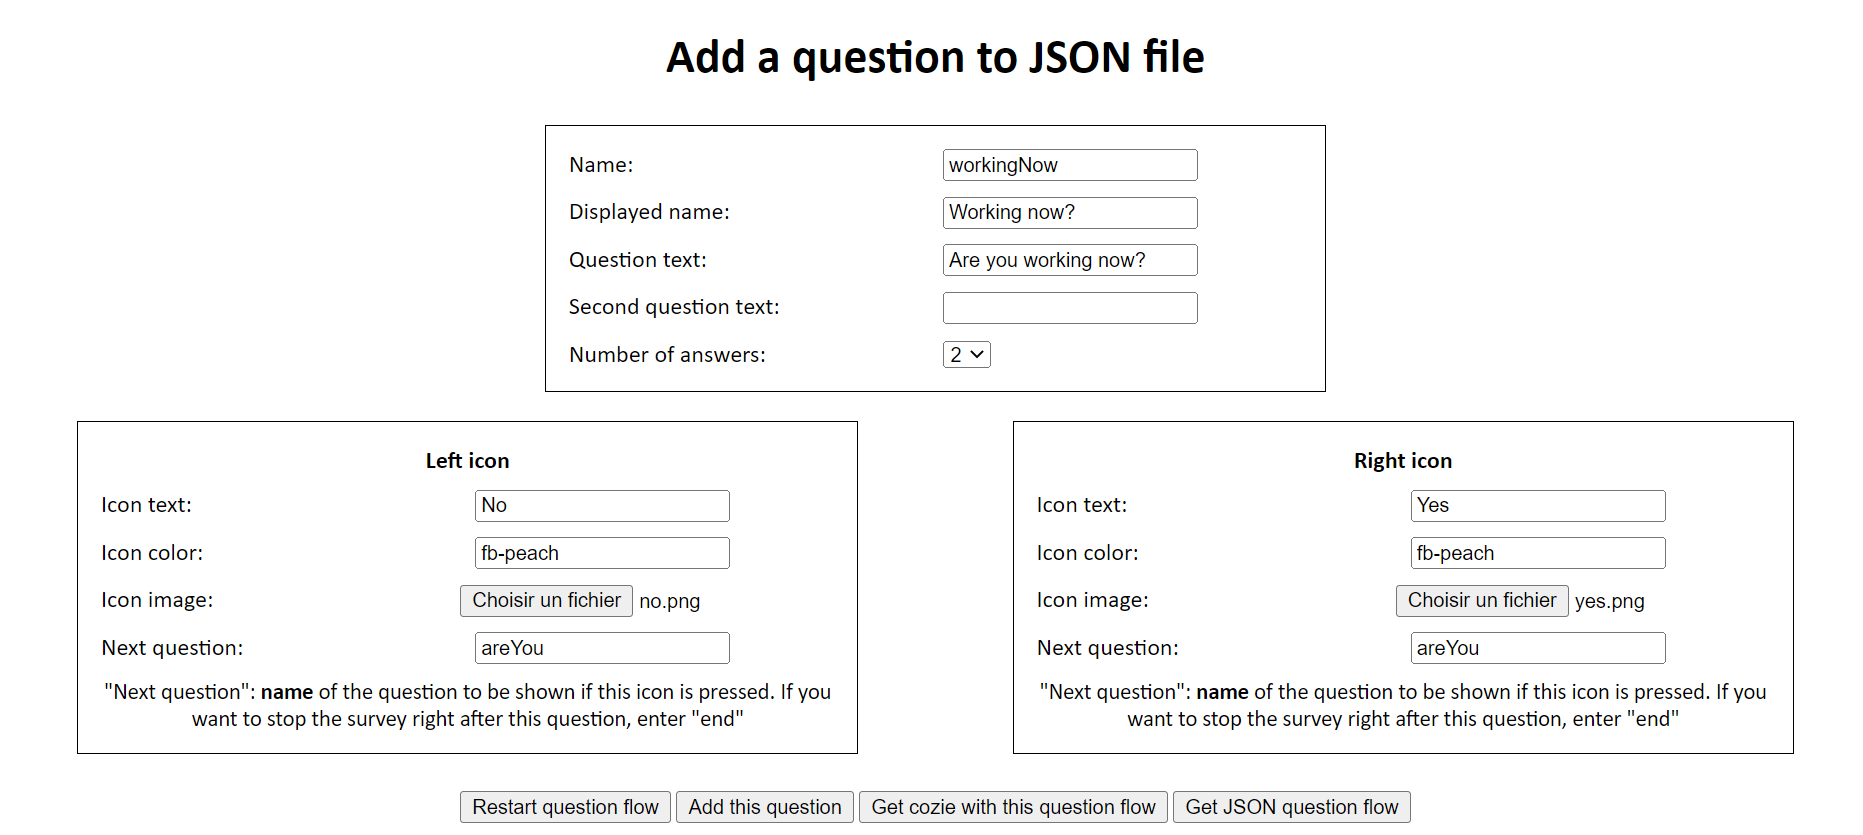 Add a question to JSON file
Name: workingNow
Displayed name: Working now?
Question text: Are you working now?
Second question text:
Number of answers: 2
Left icon
Icon text: No
Icon color: fb-peach
Icon image: Choisir un fichier no.png
Next question: areYou
"Next question": name of the question to be shown if this icon is pressed. If you
want to stop the survey right after this question, enter "end"
Right icon
Icon text: Yes
Icon color: fb-peach
Icon image: Choisir un fichier yes.png
Next question: areYou
"Next question": name of the question to be shown if this icon is pressed. If you
want to stop the survey right after this question, enter "end"
Restart question flow Add this question Get cozie with this question flow Get JSON question flow